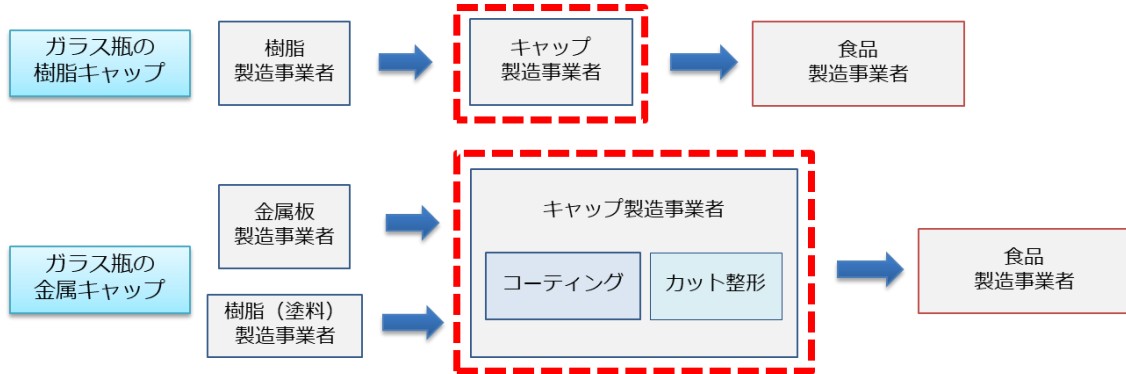 ガラス瓶の
樹脂キャップ
樹脂
製造事業者
キャップ
製造事業者
食品
製造事業者
ガラス瓶の
金属キャップ
金属板
製造事業者
樹脂（塗料）
製造事業者
キャップ製造事業者
コーティング
カット整形
食品
製造事業者